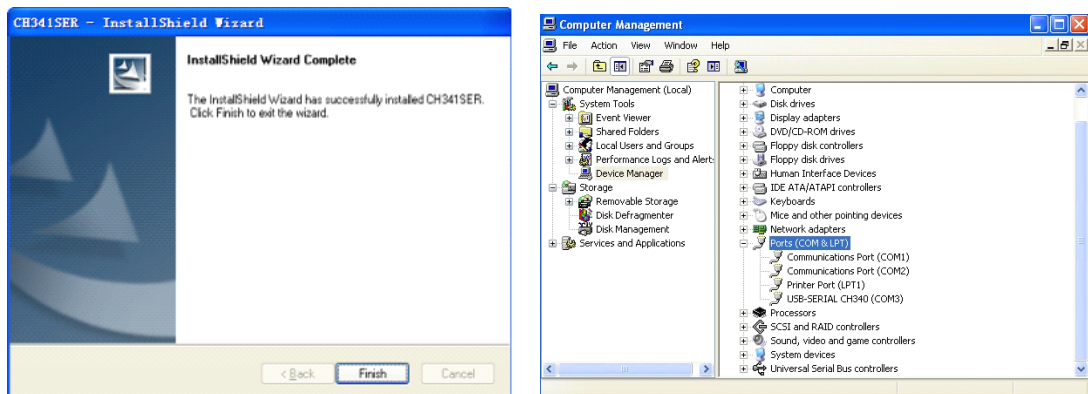 CH341SER - InstallShield Wizard
InstallShield Wizard Complete
The InstallShield Wizard has successfully installed CH341SER.
Click Finish to exit the wizard.
< Back
Finish
Cancel
Computer Management
File Action View Window Help
Computer Management (Local)
System Tools
Event Viewer
Shared Folders
Local Users and Groups
Performance Logs and Alert:
Device Manager
Storage
Removable Storage
Disk Defragmenter
Disk Management
Services and Applications
Computer
Disk drives
Display adapters
DVD/CD-ROM drives
Floppy disk controllers
Floppy disk drives
Human Interface Devices
IDE ATA/ATAPI controllers
Keyboards
Mice and other pointing devices
Network adapters
Ports (COM & LPT)
Communications Port (COM1)
Communications Port (COM2)
Printer Port (LPT1)
USB-SERIAL CH340 (COM3)
Processors
SCSI and RAID controllers
Sound, video and game controllers
System devices
Universal Serial Bus controllers